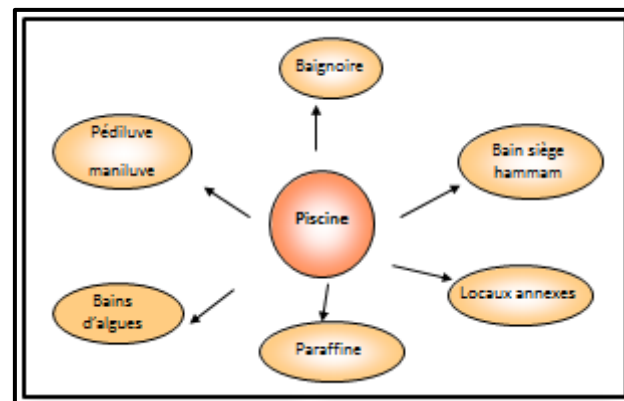 Baignoire
Pédiluve
maniluve
Bain siège
hammam
Piscine
Locaux annexes
Bains
d'algues
Paraffine